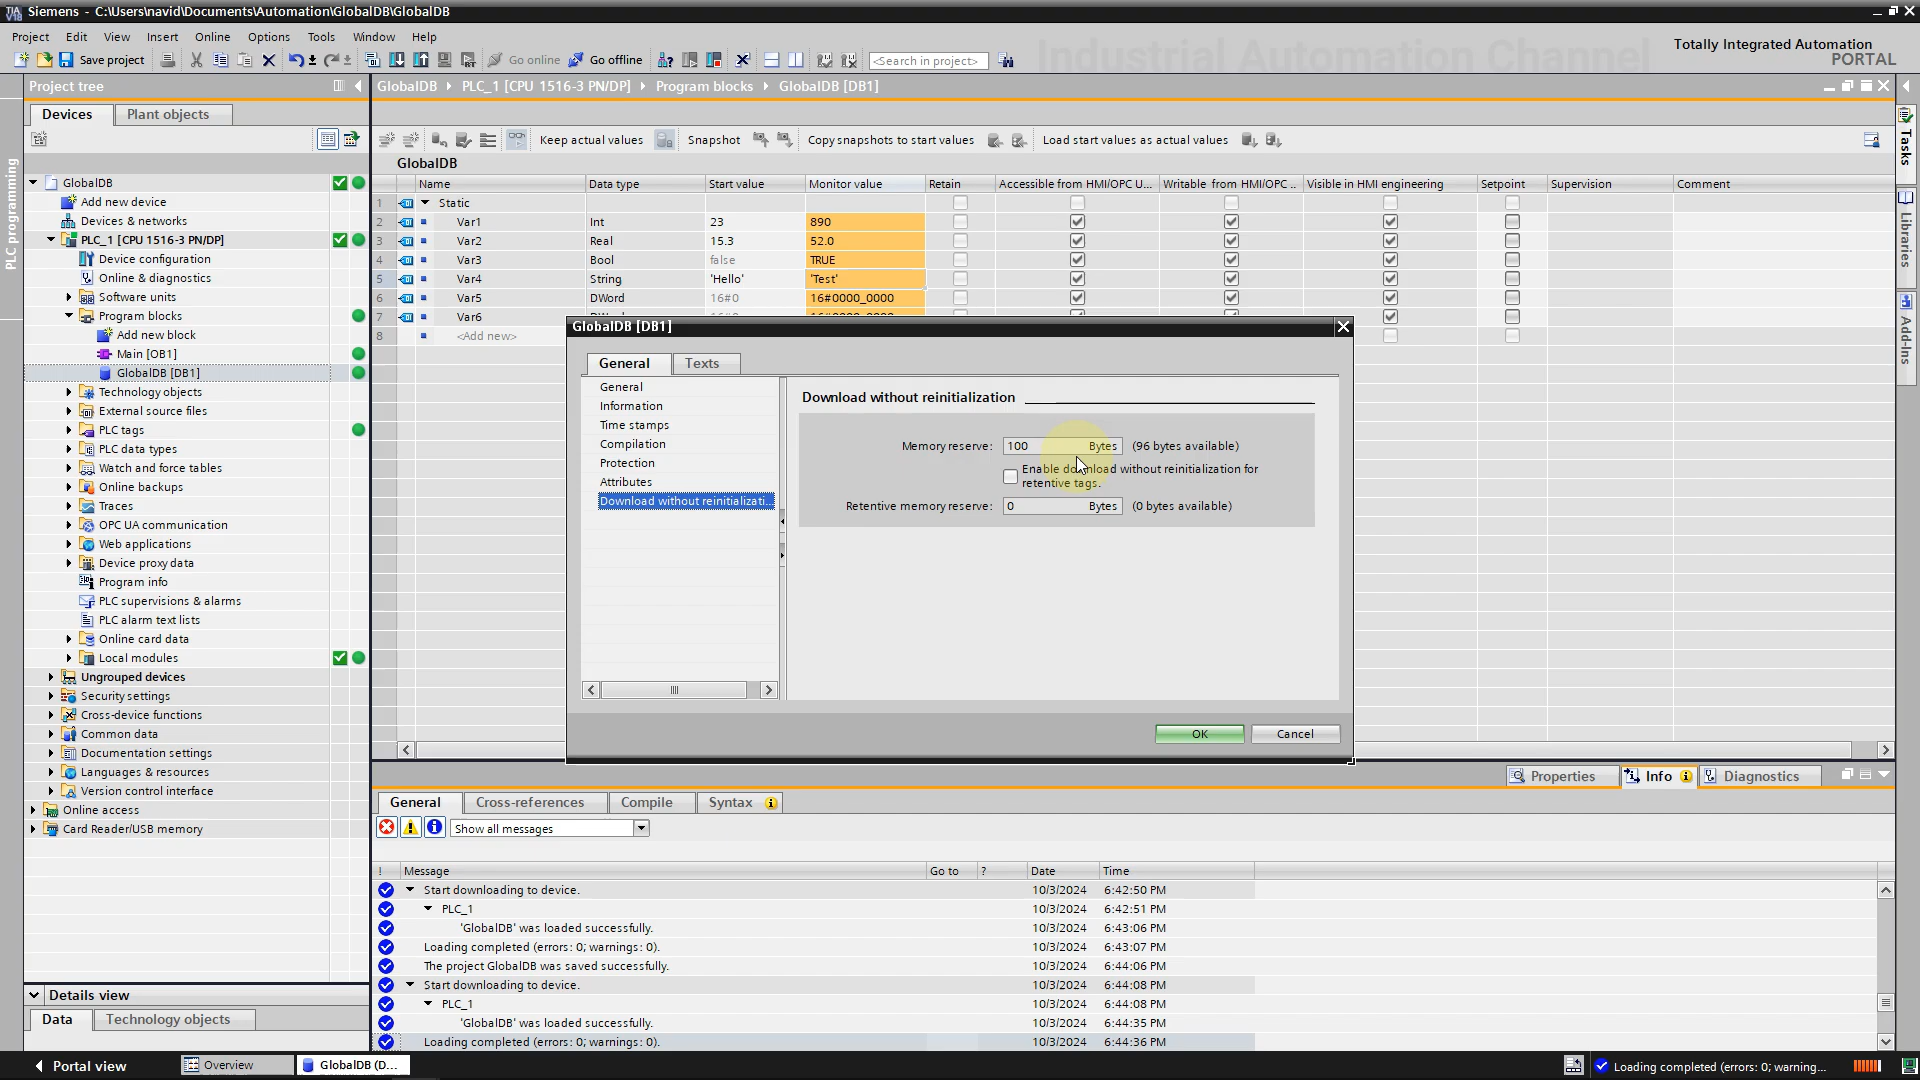 Siemens - C:\Users\navid\Documents\Automation\GlobalDB\GlobalDB
Project Edit View Insert Online Options Tools Window Help
Save project Go online Go offline <Search in project> Industrial Automation Channel Totally Integrated Automation
PORTAL
Project tree GlobalDB PLC_1 [CPU 1516-3 PN/DP] Program blocks GlobalDB [DB1]
Devices Plant objects
Keep actual values Snapshot Copy snapshots to start values Load start values as actual values
GlobalDB
Name Data type Start value Monitor value Retain Accessible from HMI/OPC U... Writable from HMI/OPC .. Visible in HMI engineering Setpoint Supervision Comment
1 Static
2 Var1 Int 23 890
3 Var2 Real 15.3 52.0
4 Var3 Bool false TRUE
5 Var4 String 'Hello' 'Test'
6 Var5 DWord 16#0 16#0000_0000
7 Var6
8 <Add new>
PLC programming
GlobalDB
Add new device
Devices & networks
PLC_1 [CPU 1516-3 PN/DP]
Device configuration
Online & diagnostics
Software units
Program blocks
Add new block
Main [OB1]
GlobalDB [DB1]
Technology objects
External source files
PLC tags
PLC data types
Watch and force tables
Online backups
Traces
OPC UA communication
Web applications
Device proxy data
Program info
PLC supervisions & alarms
PLC alarm text lists
Online card data
Local modules
Ungrouped devices
Security settings
Cross-device functions
Common data
Documentation settings
Languages & resources
Version control interface
Online access
Card Reader/USB memory
Details view
Data Technology objects
GlobalDB [DB1]
General Texts
General
Information
Time stamps
Compilation
Protection
Attributes
Download without reinitializati...
Download without reinitialization
Memory reserve: 100 Bytes (96 bytes available)
Enable download without reinitialization for
retentive tags.
Retentive memory reserve: 0 Bytes (0 bytes available)
OK Cancel
Tasks
Libraries
Add-Ins
Properties Info Diagnostics
General Cross-references Compile Syntax
Show all messages
! Message Go to ? Date Time
Start downloading to device. 10/3/2024 6:42:50 PM
PLC_1 10/3/2024 6:42:51 PM
'GlobalDB' was loaded successfully. 10/3/2024 6:43:06 PM
Loading completed (errors: 0; warnings: 0). 10/3/2024 6:43:07 PM
The project GlobalDB was saved successfully. 10/3/2024 6:44:06 PM
Start downloading to device. 10/3/2024 6:44:08 PM
PLC_1 10/3/2024 6:44:08 PM
'GlobalDB' was loaded successfully. 10/3/2024 6:44:35 PM
Loading completed (errors: 0; warnings: 0). 10/3/2024 6:44:36 PM
Portal view Overview GlobalDB (D... Loading completed (errors: 0; warning...